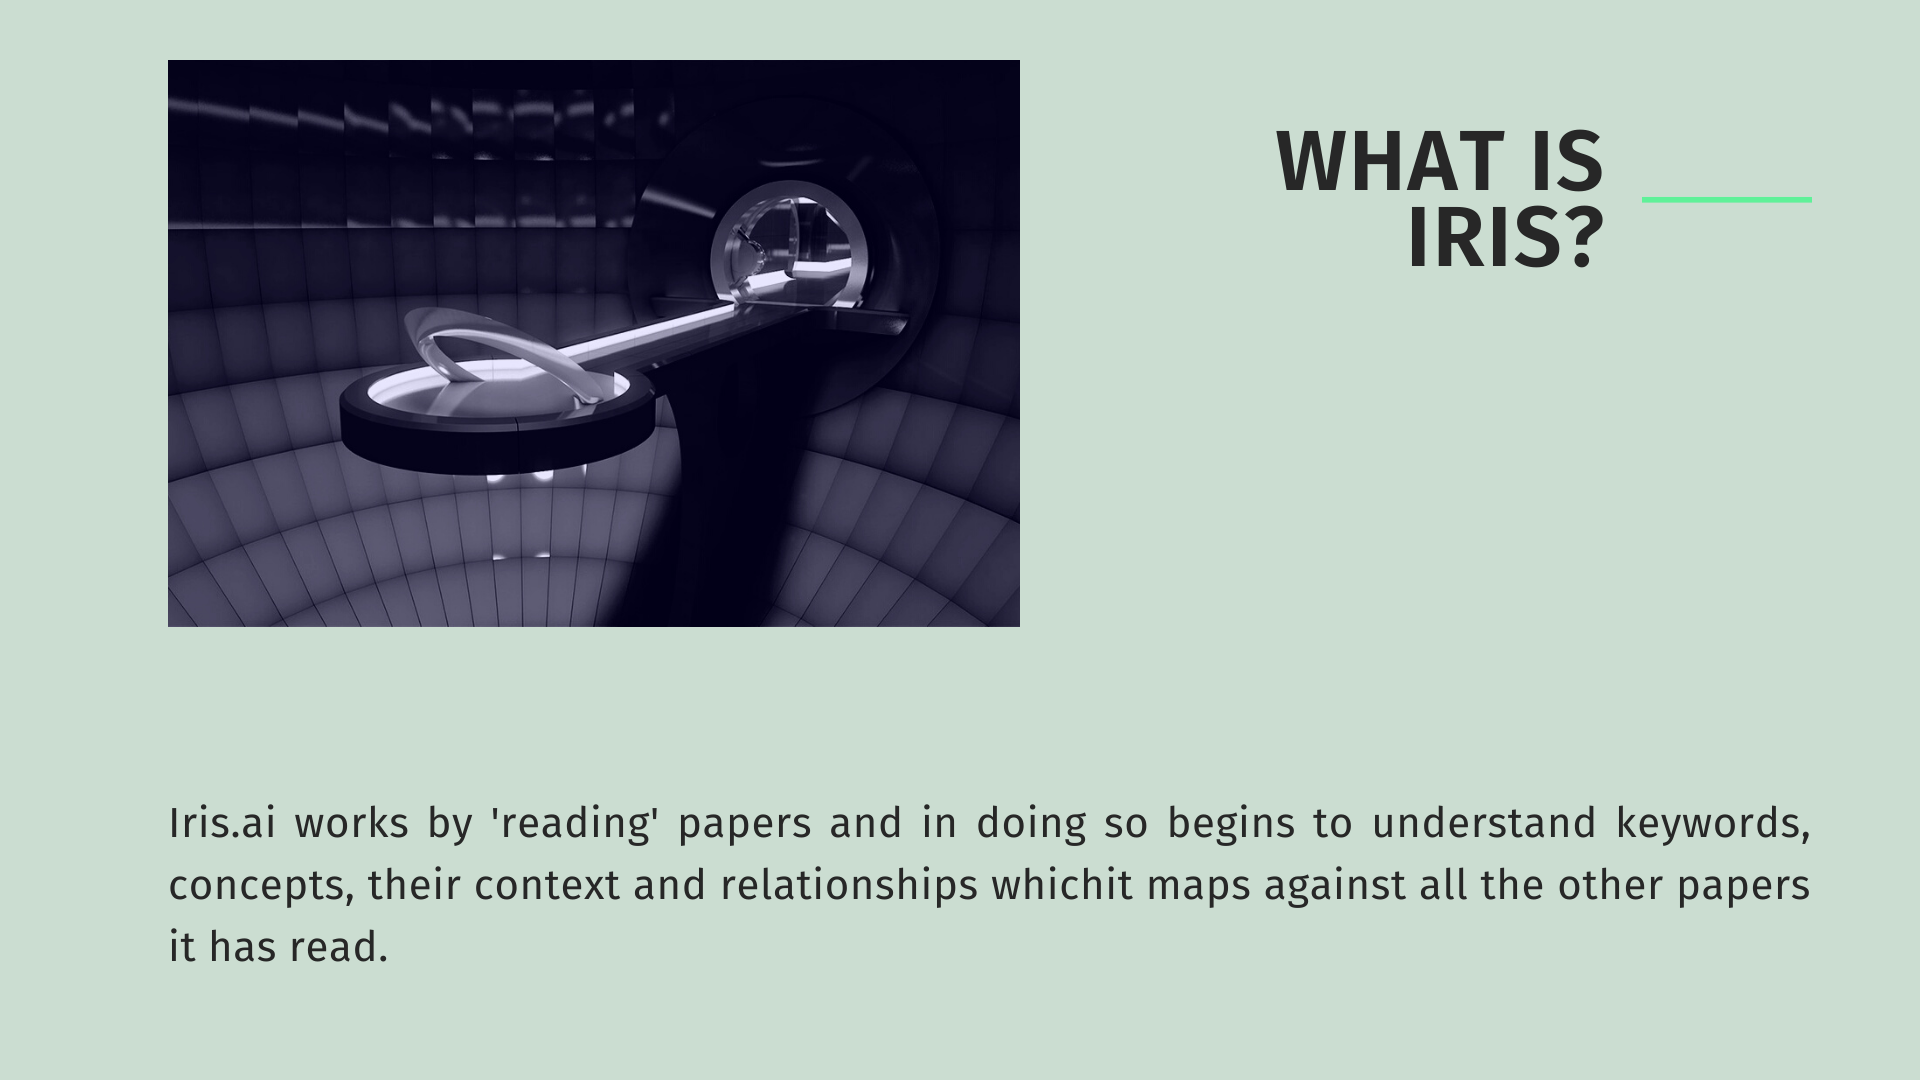 WHAT IS
IRIS?
Iris.ai works by 'reading' papers and in doing so begins to understand keywords,
concepts, their context and relationships whichit maps against all the other papers
it has read.